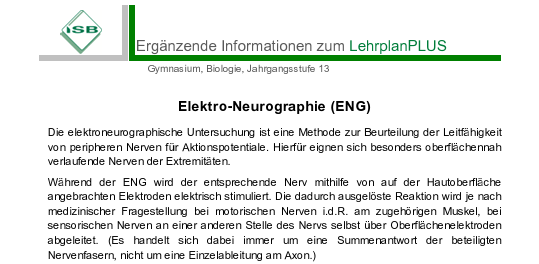 ISB
Ergänzende Informationen zum LehrplanPLUS
Gymnasium, Biologie, Jahrgangsstufe 13
Elektro-Neurographie (ENG)
Die elektroneurographische Untersuchung ist eine Methode zur Beurteilung der Leitfähigkeit
von peripheren Nerven für Aktionspotentiale. Hierfür eignen sich besonders oberflächennah
verlaufende Nerven der Extremitäten.
Während der ENG wird der entsprechende Nerv mithilfe von auf der Hautoberfläche
angebrachten Elektroden elektrisch stimuliert. Die dadurch ausgelöste Reaktion wird je nach
medizinischer Fragestellung bei motorischen Nerven i.d.R. am zugehörigen Muskel, bei
sensorischen Nerven an einer anderen Stelle des Nervs selbst über Oberflächenelektroden
abgeleitet. (Es handelt sich dabei immer um eine Summenantwort der beteiligten
Nervenfasern, nicht um eine Einzelableitung am Axon.)